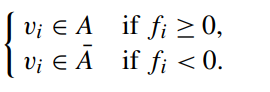 v_i ∈ A if f_i ≥ 0,
v_i ∈ Ā if f_i < 0.